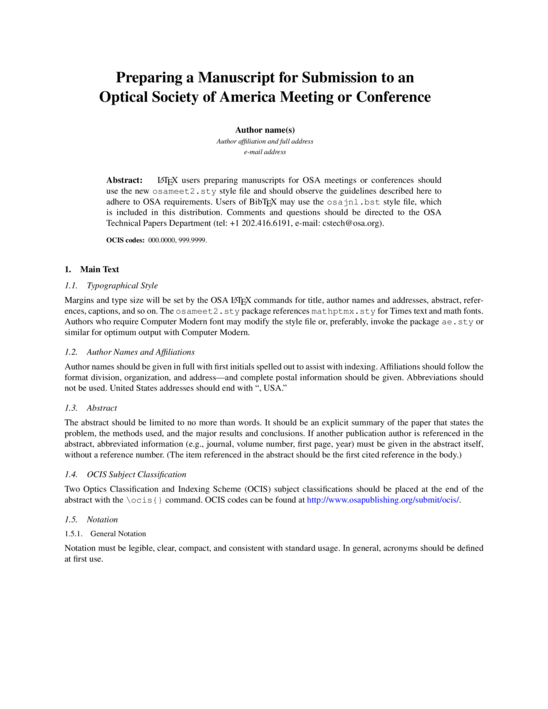 Preparing a Manuscript for Submission to an
Optical Society of America Meeting or Conference
Author name(s)
Author affiliation and full address
e-mail address
Abstract: LATEX users preparing manuscripts for OSA meetings or conferences should
use the new osameet2.sty style file and should observe the guidelines described here to
adhere to OSA requirements. Users of BibTEX may use the osajnl.bst style file, which
is included in this distribution. Comments and questions should be directed to the OSA
Technical Papers Department (tel: +1 202.416.6191, e-mail: cstech@osa.org).
OCIS codes: 000.0000, 999.9999.
1. Main Text
1.1. Typographical Style
Margins and type size will be set by the OSA LATEX commands for title, author names and addresses, abstract, refer-
ences, captions, and so on. The osameet2.sty package references mathptmx.sty for Times text and math fonts.
Authors who require Computer Modern font may modify the style file or, preferably, invoke the package ae.sty or
similar for optimum output with Computer Modern.
1.2. Author Names and Affiliations
Author names should be given in full with first initials spelled out to assist with indexing. Affiliations should follow the
format division, organization, and address—and complete postal information should be given. Abbreviations should
not be used. United States addresses should end with “, USA.”
1.3. Abstract
The abstract should be limited to no more than words. It should be an explicit summary of the paper that states the
problem, the methods used, and the major results and conclusions. If another publication author is referenced in the
abstract, abbreviated information (e.g., journal, volume number, first page, year) must be given in the abstract itself,
without a reference number. (The item referenced in the abstract should be the first cited reference in the body.)
1.4. OCIS Subject Classification
Two Optics Classification and Indexing Scheme (OCIS) subject classifications should be placed at the end of the
abstract with the \ocis{} command. OCIS codes can be found at http://www.osapublishing.org/submit/ocis/.
1.5. Notation
1.5.1. General Notation
Notation must be legible, clear, compact, and consistent with standard usage. In general, acronyms should be defined
at first use.